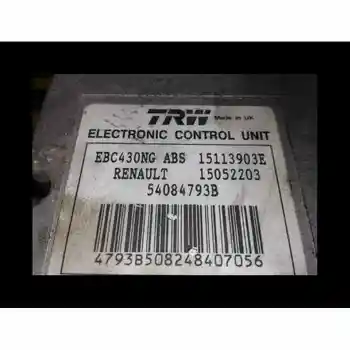 TRW Made in UK
ELECTRONIC CONTROL UNIT
EBC430NG ABS 15113903E
RENAULT 15052203
54084793B
4793B508248407056